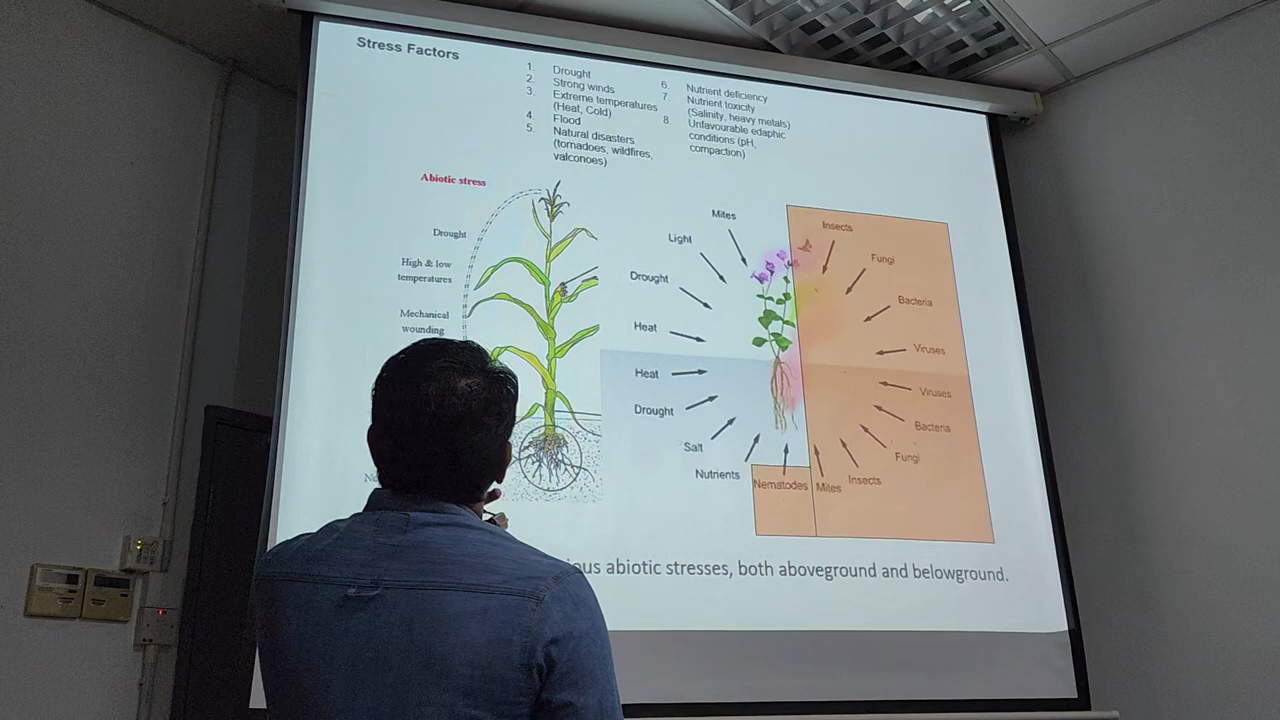 Stress Factors
1. Drought
2. Strong winds
3. Extreme temperatures
(Heat, Cold)
4. Flood
5. Natural disasters
(tornadoes, wildfires,
valconoes)
6. Nutrient deficiency
7. Nutrient toxicity
(Salinity, heavy metals)
8. Unfavourable edaphic
conditions (pH,
compaction)
Abiotic stress
Drought
High & low
temperatures
Mechanical
wounding
Mites
Light
Drought
Heat
Heat
Drought
Salt
Nutrients
Nematodes
Mites
Insects
Fungi
Bacteria
Viruses
Viruses
Bacteria
Fungi
Insects
abiotic stresses, both aboveground and belowground.